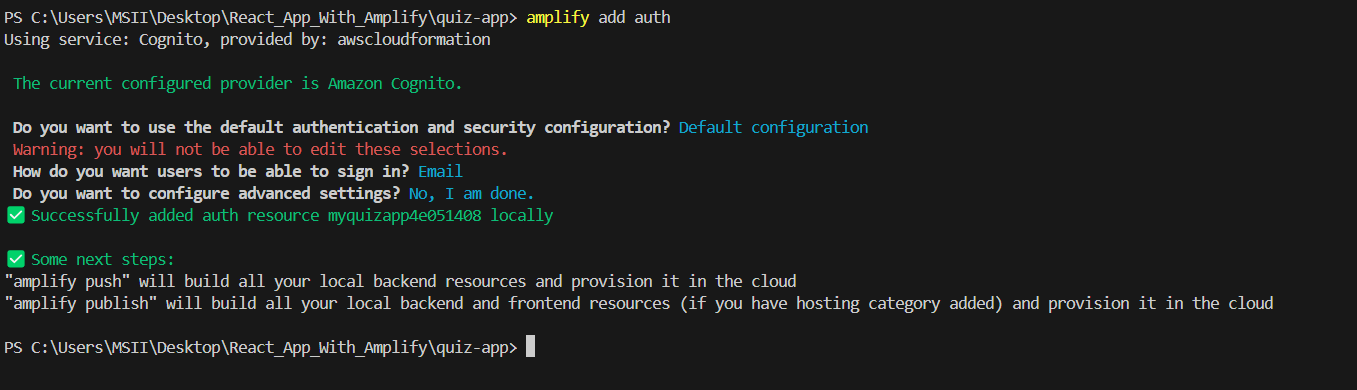 PS C:\Users\MSII\Desktop\React_App_With_Amplify\quiz-app> amplify add auth
Using service: Cognito, provided by: awscloudformation
The current configured provider is Amazon Cognito.
Do you want to use the default authentication and security configuration? Default configuration
Warning: you will not be able to edit these selections.
How do you want users to be able to sign in? Email
Do you want to configure advanced settings? No, I am done.
✅ Successfully added auth resource myquizapp4e051408 locally
✅ Some next steps:
"amplify push" will build all your local backend resources and provision it in the cloud
"amplify publish" will build all your local backend and frontend resources (if you have hosting category added) and provision it in the cloud
PS C:\Users\MSII\Desktop\React_App_With_Amplify\quiz-app>